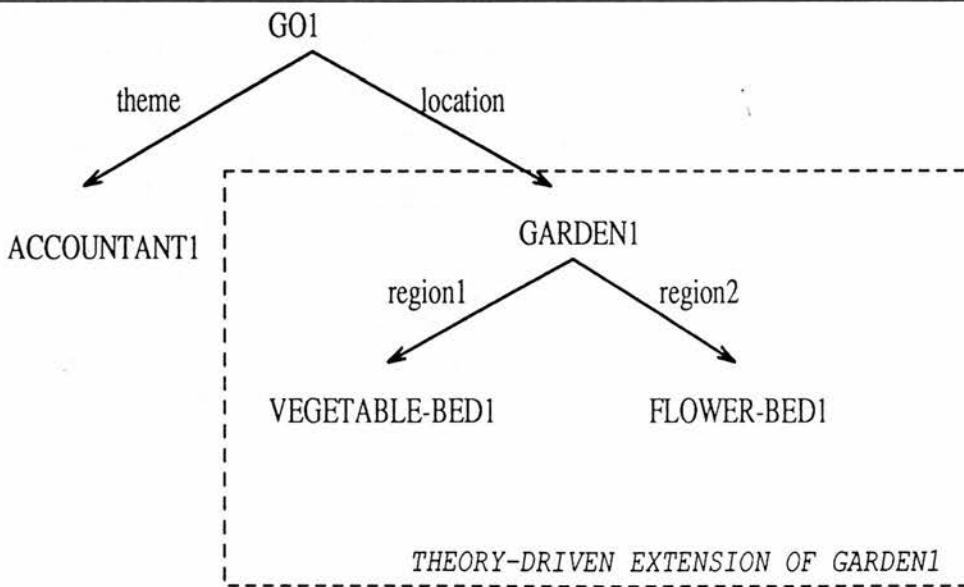 GO1
theme location
ACCOUNTANT1
GARDEN1
region1 region2
VEGETABLE-BED1 FLOWER-BED1
THEORY-DRIVEN EXTENSION OF GARDEN1